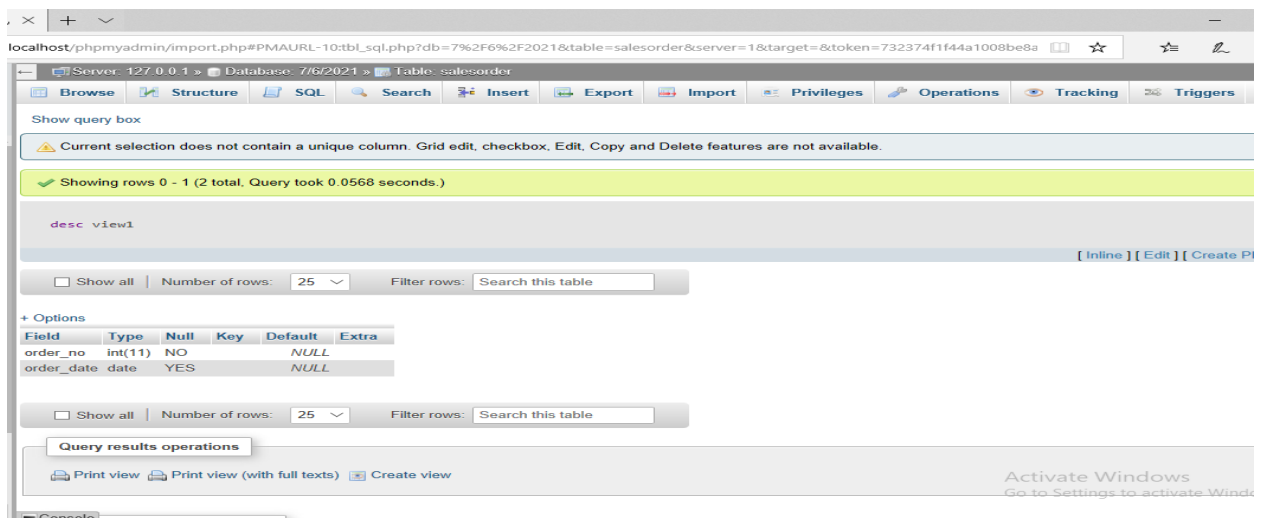 localhost/phpmyadmin/import.php#PMAURL-10:tbl_sql.php?db=7%2F6%2F2021&table=salesorder&server=1&target=&token=732374f1f44a1008be8a
Server: 127.0.0.1 » Database: 7/6/2021 » Table: salesorder
Browse Structure SQL Search Insert Export Import Privileges Operations Tracking Triggers
Show query box
Current selection does not contain a unique column. Grid edit, checkbox, Edit, Copy and Delete features are not available.
Showing rows 0 - 1 (2 total, Query took 0.0568 seconds.)
desc view1
[ Inline ] [ Edit ] [ Create P
Show all | Number of rows: 25 Filter rows: Search this table
+ Options
Field Type Null Key Default Extra
order_no int(11) NO NULL
order_date date YES NULL
Show all | Number of rows: 25 Filter rows: Search this table
Query results operations
Print view Print view (with full texts) Create view
Activate Windows
Go to Settings to activate Windo
Console